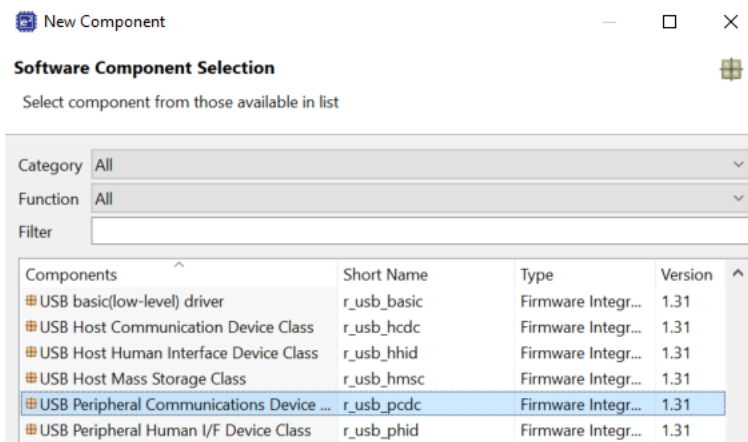 New Component
Software Component Selection
Select component from those available in list
Category All
Function All
Filter
Components Short Name Type Version
USB basic(low-level) driver r_usb_basic Firmware Integr... 1.31
USB Host Communication Device Class r_usb_hcdc Firmware Integr... 1.31
USB Host Human Interface Device Class r_usb_hhid Firmware Integr... 1.31
USB Host Mass Storage Class r_usb_hmsc Firmware Integr... 1.31
USB Peripheral Communications Device ... r_usb_pcdc Firmware Integr... 1.31
USB Peripheral Human I/F Device Class r_usb_phid Firmware Integr... 1.31